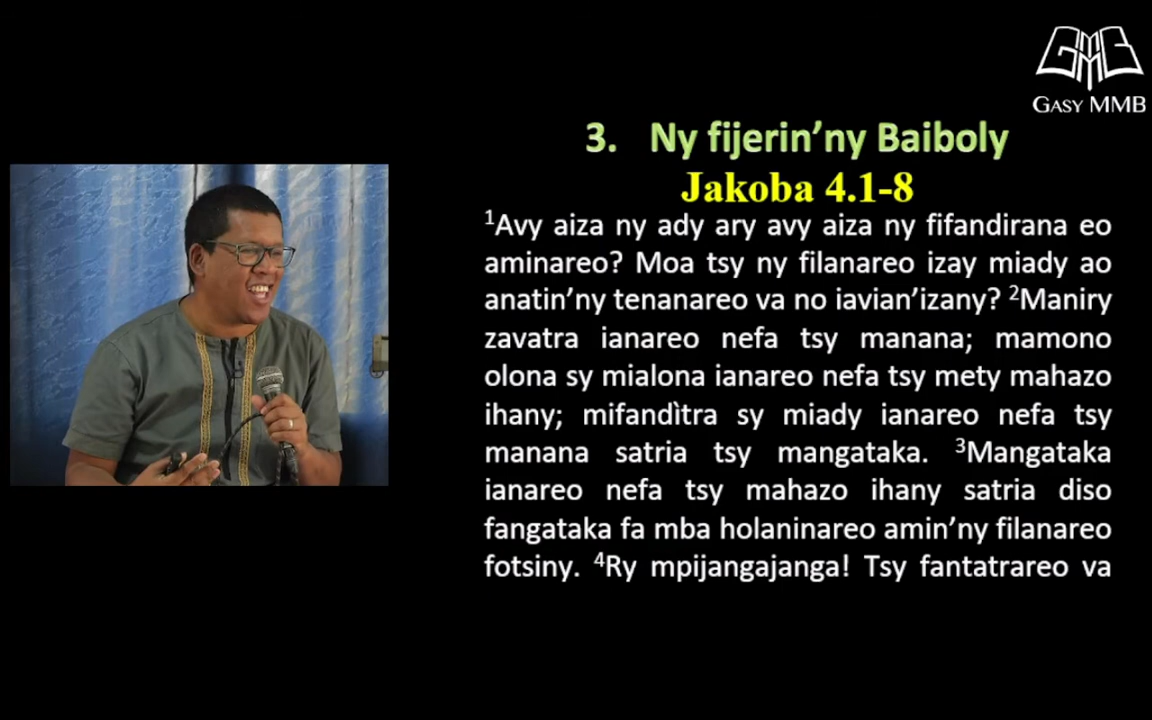 GMMB
GASY MMB
3. Ny fijerin’ny Baiboly
Jakoba 4.1-8
¹Avy aiza ny ady ary avy aiza ny fifandirana eo
aminareo? Moa tsy ny filanareo izay miady ao
anatin’ny tenanareo va no iavian’izany? ²Maniry
zavatra ianareo nefa tsy manana; mamono
olona sy mialona ianareo nefa tsy mety mahazo
ihany; mifandìtra sy miady ianareo nefa tsy
manana satria tsy mangataka. ³Mangataka
ianareo nefa tsy mahazo ihany satria diso
fangataka fa mba holaninareo amin’ny filanareo
fotsiny. ⁴Ry mpijangajanga! Tsy fantatrareo va